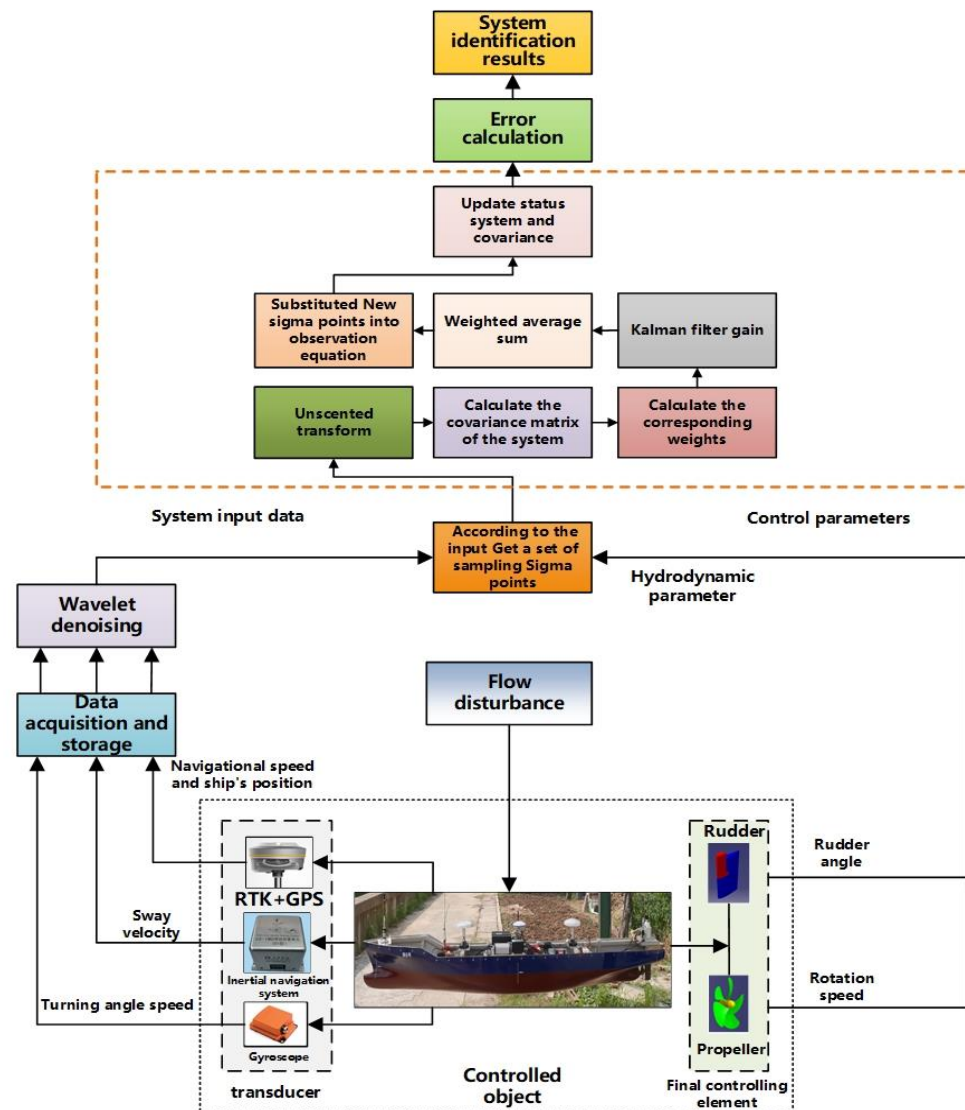 System
identification
results
Error
calculation
Update status
system and
covariance
Substituted New
sigma points into
observation
equation
Weighted average
sum
Kalman filter gain
Unscented
transform
Calculate the
covariance matrix
of the system
Calculate the
corresponding
weights
System input data
Control parameters
According to the
input Get a set of
sampling Sigma
points
Hydrodynamic
parameter
Wavelet
denoising
Data
acquisition and
storage
Flow
disturbance
Navigational speed
and ship's position
RTK+GPS
Sway
velocity
Inertial navigation
system
Turning angle speed
Gyroscope
transducer
Controlled
object
Rudder
Rudder
angle
Rotation
speed
Propeller
Final controlling
element